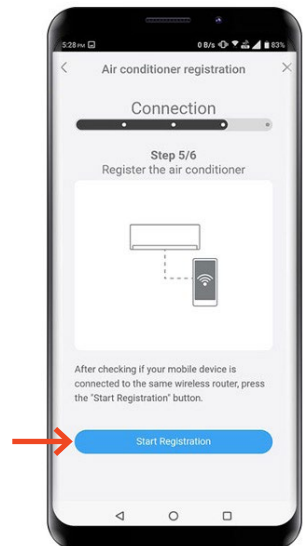 5:28 PM 0 B/s 83%
Air conditioner registration
Connection
Step 5/6
Register the air conditioner
After checking if your mobile device is
connected to the same wireless router, press
the "Start Registration" button.
Start Registration